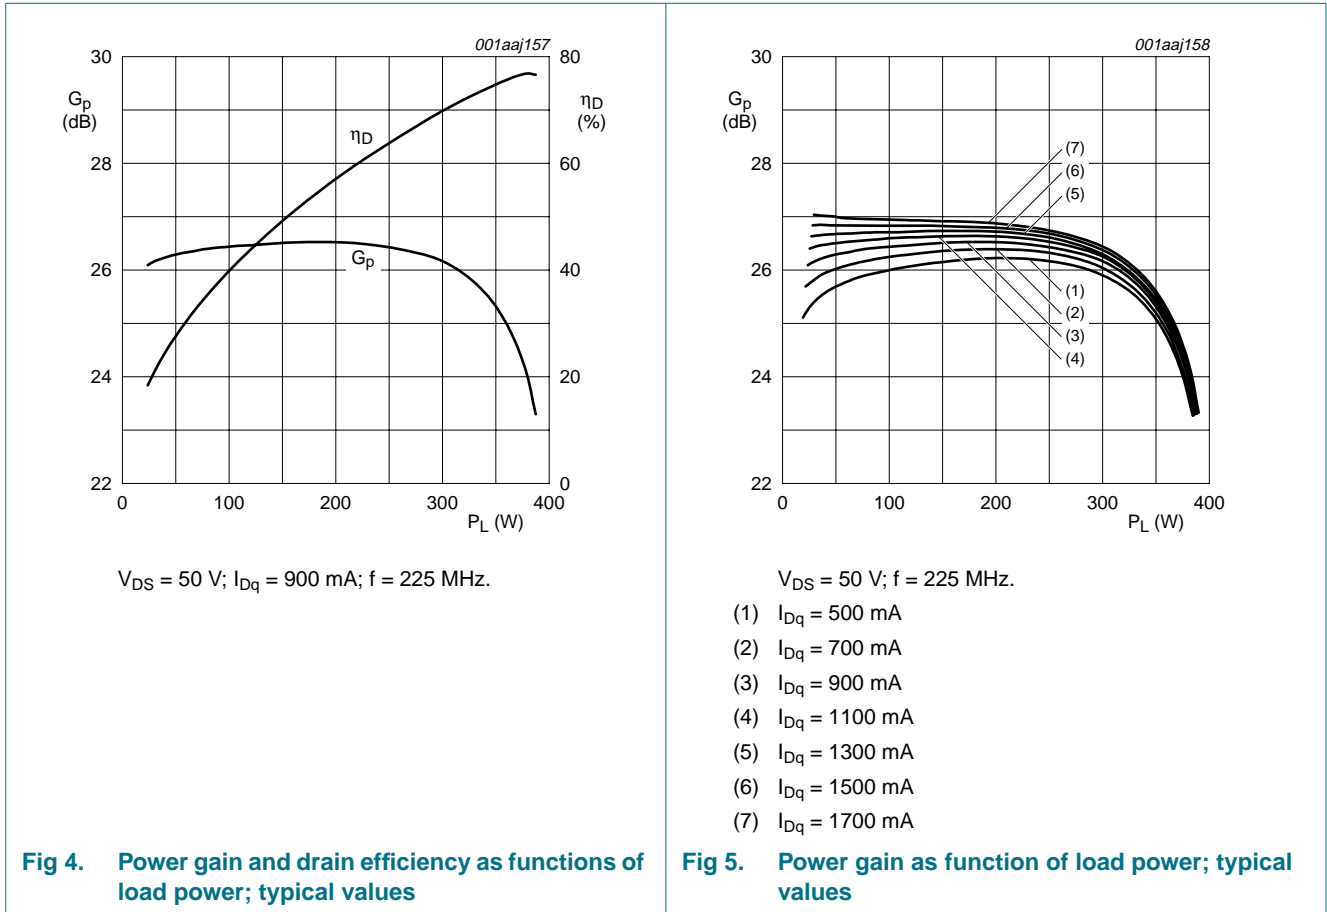 001aaj157
30
28
26
24
22
Gp
(dB)
80
60
40
20
0
ηD
(%)
ηD
Gp
0
100
200
300
400
PL (W)
VDS = 50 V; IDq = 900 mA; f = 225 MHz.
Fig 4. Power gain and drain efficiency as functions of
load power; typical values
001aaj158
30
28
26
24
22
Gp
(dB)
(7)
(6)
(5)
(1)
(2)
(3)
(4)
0
100
200
300
400
PL (W)
VDS = 50 V; f = 225 MHz.
(1) IDq = 500 mA
(2) IDq = 700 mA
(3) IDq = 900 mA
(4) IDq = 1100 mA
(5) IDq = 1300 mA
(6) IDq = 1500 mA
(7) IDq = 1700 mA
Fig 5. Power gain as function of load power; typical
values